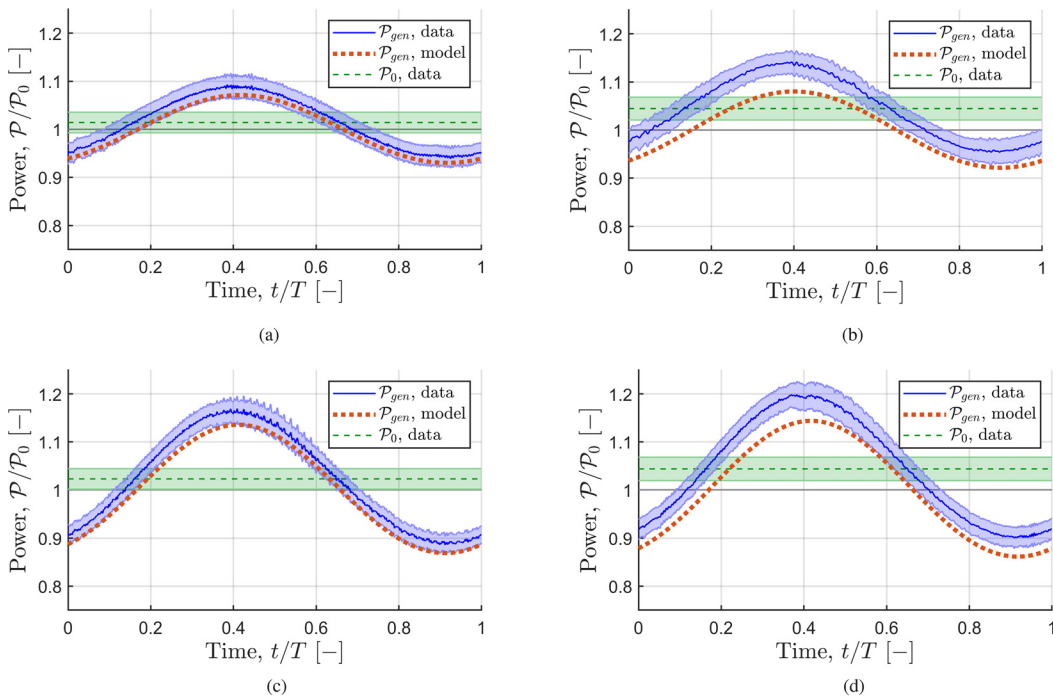 1.2
1.1
1
0.9
0.8
Power, 𝒫/𝒫₀ [−]
𝒫gen, data
𝒫gen, model
𝒫₀, data
0 0.2 0.4 0.6 0.8 1
Time, t/T [−]
(a)
1.2
1.1
1
0.9
0.8
Power, 𝒫/𝒫₀ [−]
𝒫gen, data
𝒫gen, model
𝒫₀, data
0 0.2 0.4 0.6 0.8 1
Time, t/T [−]
(b)
1.2
1.1
1
0.9
0.8
Power, 𝒫/𝒫₀ [−]
𝒫gen, data
𝒫gen, model
𝒫₀, data
0 0.2 0.4 0.6 0.8 1
Time, t/T [−]
(c)
1.2
1.1
1
0.9
0.8
Power, 𝒫/𝒫₀ [−]
𝒫gen, data
𝒫gen, model
𝒫₀, data
0 0.2 0.4 0.6 0.8 1
Time, t/T [−]
(d)